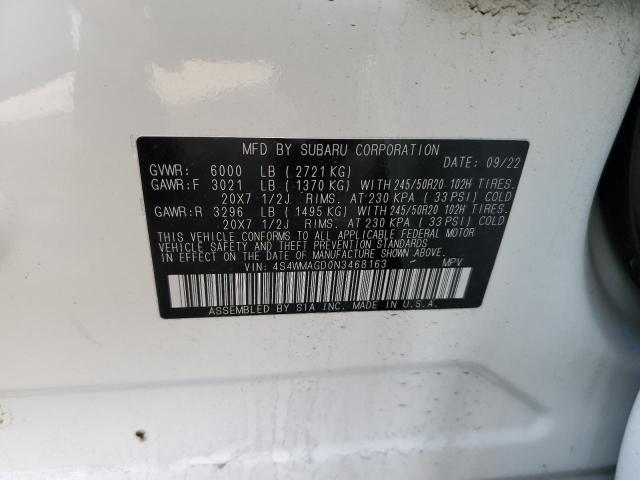 MFD BY SUBARU CORPORATION
DATE: 09/22
GVWR: 6000 LB ( 2721 KG)
GAWR:F 3021 LB ( 1370 KG) WITH 245/50R20 102H TIRES.
20X7 1/2J RIMS. AT 230 KPA ( 33 PSI) COLD
GAWR:R 3296 LB ( 1495 KG) WITH 245/50R20 102H TIRES.
20X7 1/2J RIMS. AT 230 KPA ( 33 PSI) COLD
THIS VEHICLE CONFORMS TO ALL APPLICABLE FEDERAL MOTOR
VEHICLE SAFETY AND BUMPER STANDARDS IN EFFECT
ON THE DATE OF MANUFACTURE SHOWN ABOVE.
VIN: 4S4WMAGD0N3468163 MPV
ASSEMBLED BY SIA INC. MADE IN U.S.A.